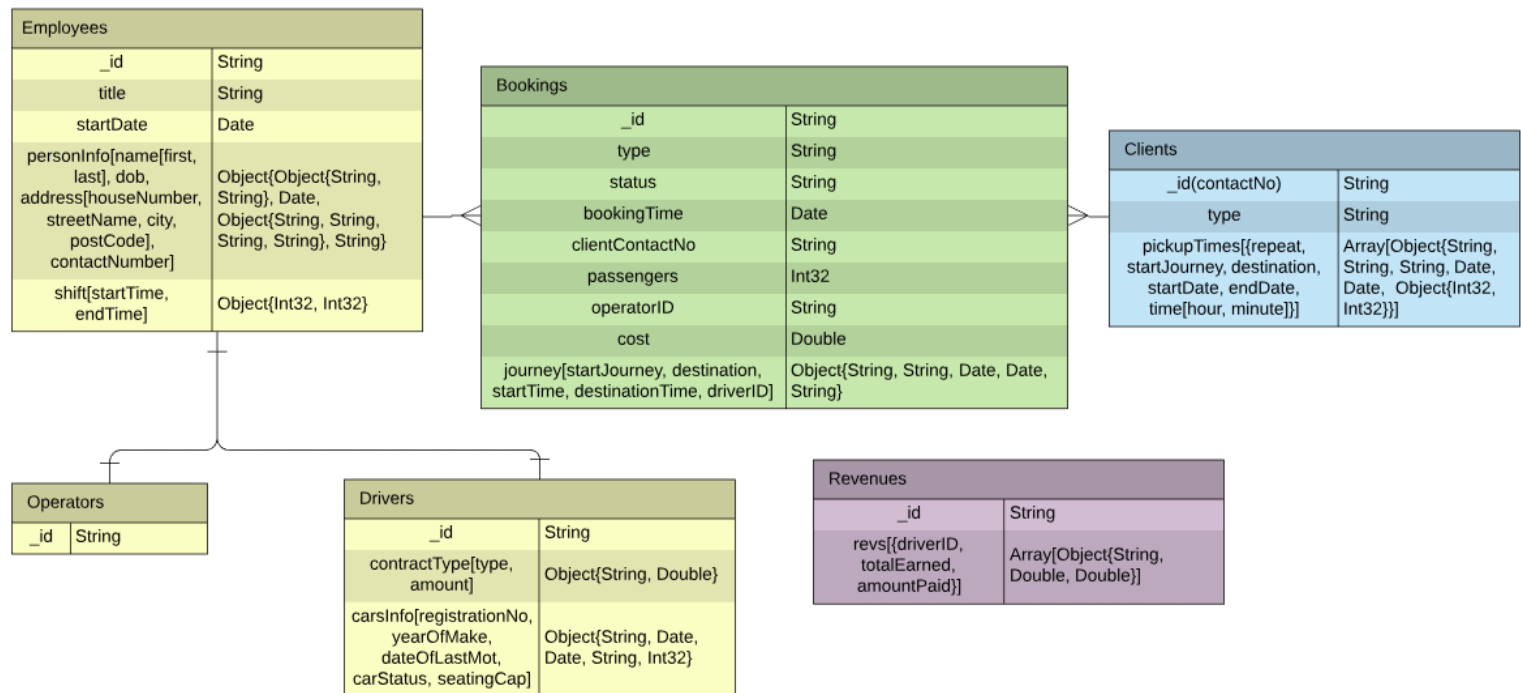 Employees
_id String
title String
startDate Date
personInfo[name[first,
last], dob,
address[houseNumber,
streetName, city,
postCode],
contactNumber]
Object{Object{String,
String}, Date,
Object{String, String,
String, String}, String}
shift[startTime,
endTime]
Object{Int32, Int32}
Bookings
_id String
type String
status String
bookingTime Date
clientContactNo String
passengers Int32
operatorID String
cost Double
journey[startJourney, destination,
startTime, destinationTime, driverID]
Object{String, String, Date, Date,
String}
Clients
_id(contactNo) String
type String
pickupTimes[{repeat,
startJourney, destination,
startDate, endDate,
time[hour, minute]}]
Array[Object{String,
String, String, Date,
Date, Object{Int32,
Int32}}]
Operators
_id String
Drivers
_id String
contractType[type,
amount]
Object{String, Double}
carsInfo[registrationNo,
yearOfMake,
dateOfLastMot,
carStatus, seatingCap]
Object{String, Date,
Date, String, Int32}
Revenues
_id String
revs[{driverID,
totalEarned,
amountPaid}]
Array[Object{String,
Double, Double}]